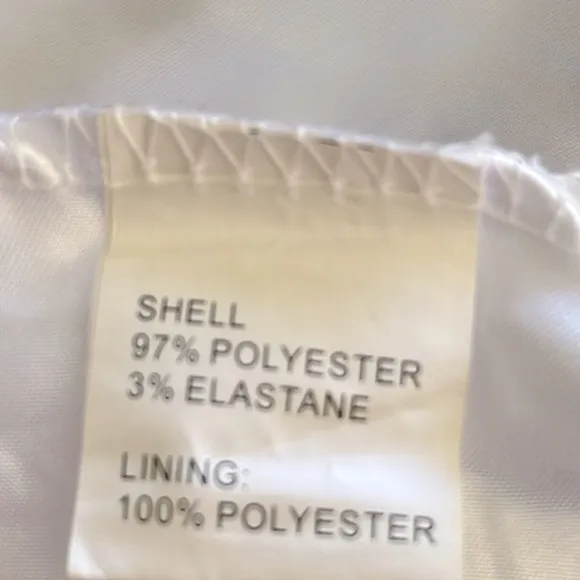 SHELL
97% POLYESTER
3% ELASTANE
LINING:
100% POLYESTER